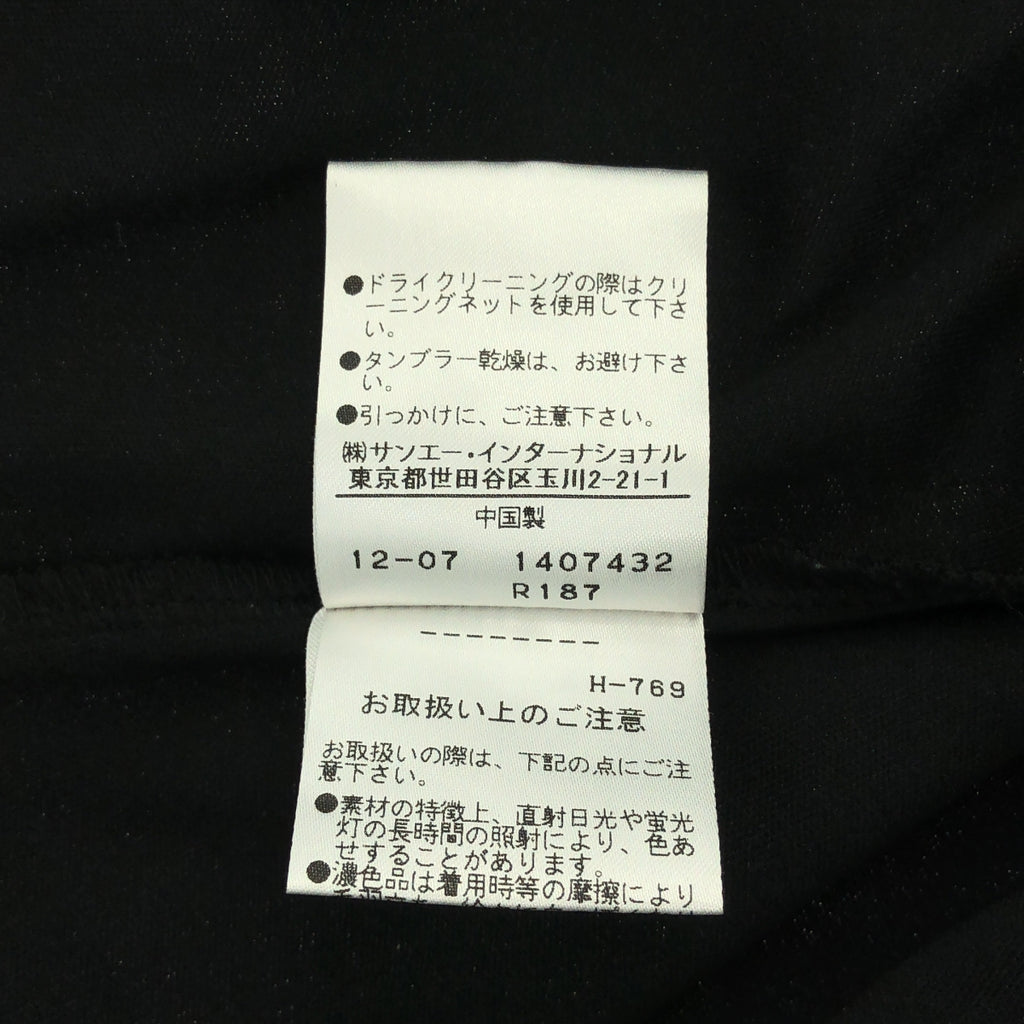 ●ドライクリーニングの際はクリ
ーニングネットを使用して下さ
い。
●タンブラー乾燥は、お避け下さ
い。
●引っかけに、ご注意下さい。
㈱サンエー・インターナショナル
東京都世田谷区玉川2-21-1
中国製
12-07 1407432
R187
--------
H-769
お取扱い上のご注意
お取扱いの際は、下記の点にご注
意下さい。
●素材の特徴上、直射日光や蛍光
灯の長時間の照射により、色あ
せすることがあります。
●濃色品は着用時等の摩擦により